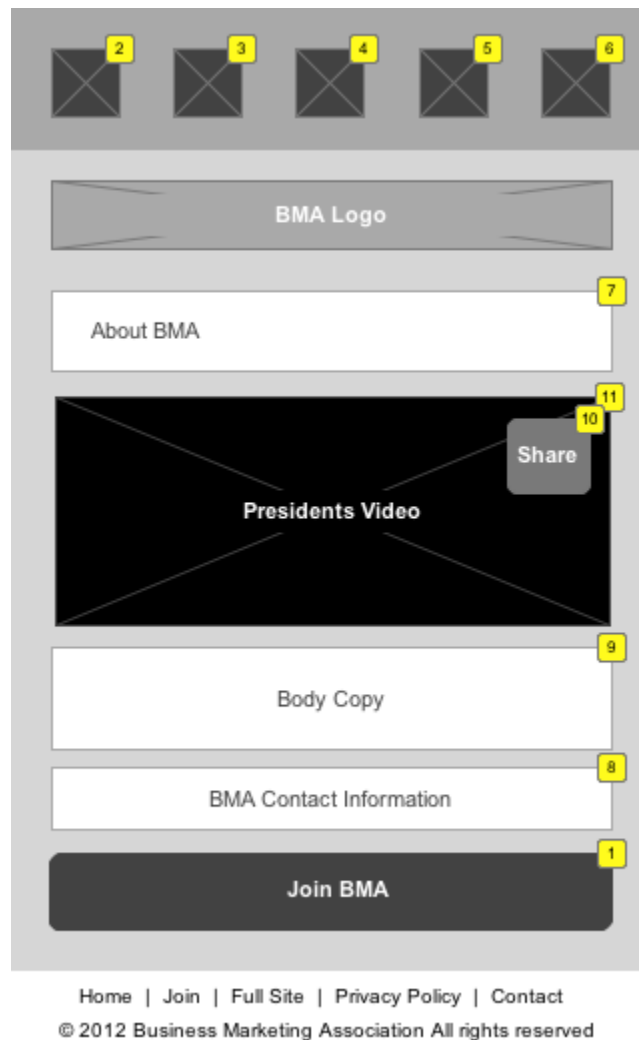 2 3 4 5 6
BMA Logo
7
About BMA
11
10
Share
Presidents Video
9
Body Copy
8
BMA Contact Information
1
Join BMA
Home | Join | Full Site | Privacy Policy | Contact
© 2012 Business Marketing Association All rights reserved